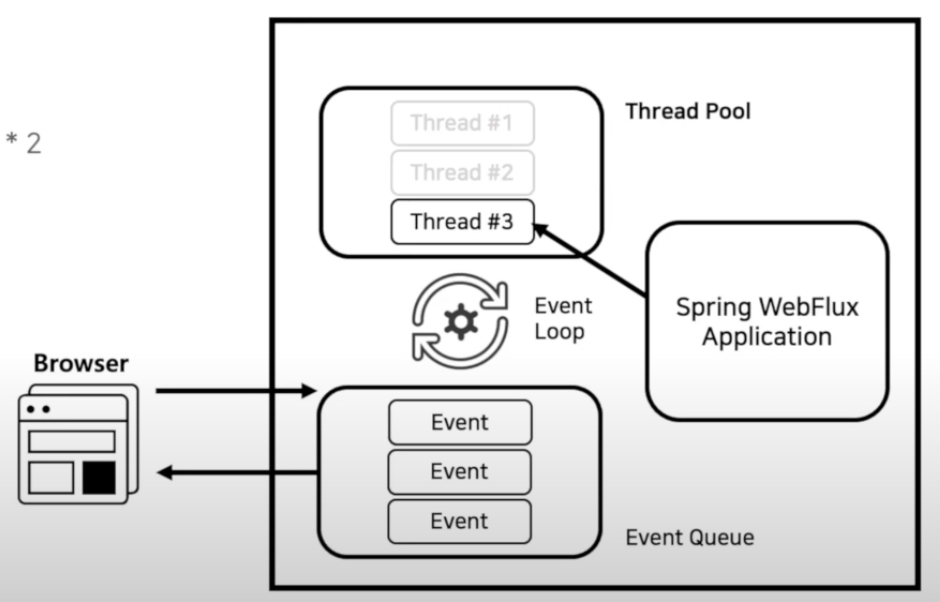 * 2
Thread #1
Thread #2
Thread #3
Thread Pool
Spring WebFlux
Application
Event
Loop
Browser
Event
Event
Event
Event Queue